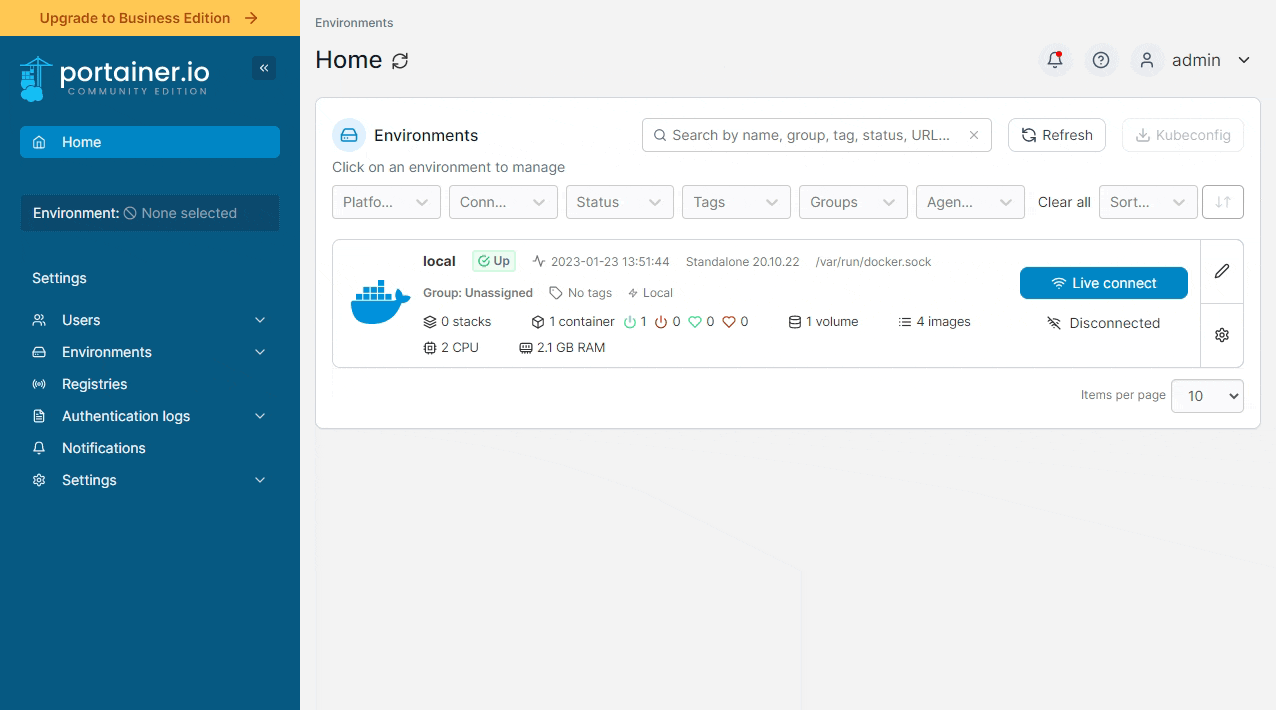 Upgrade to Business Edition
portainer.io
COMMUNITY EDITION
Home
Environment: None selected
Settings
Users
Environments
Registries
Authentication logs
Notifications
Settings
Environments
Home
admin
Environments
Search by name, group, tag, status, URL...
Refresh
Kubeconfig
Click on an environment to manage
Platfo...
Conn...
Status
Tags
Groups
Agen...
Clear all
Sort...
local
Up
2023-01-23 13:51:44
Standalone 20.10.22
/var/run/docker.sock
Group: Unassigned
No tags
Local
0 stacks
1 container
1
0
0
0
1 volume
4 images
2 CPU
2.1 GB RAM
Live connect
Disconnected
Items per page
10